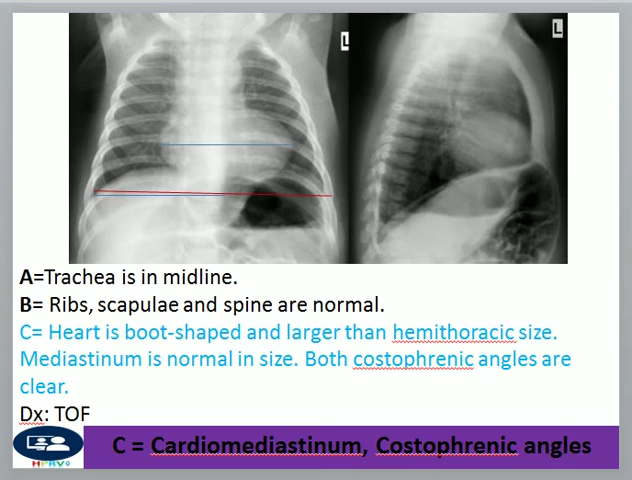 L
L
A=Trachea is in midline.
B= Ribs, scapulae and spine are normal.
C= Heart is boot-shaped and larger than hemithoracic size.
Mediastinum is normal in size. Both costophrenic angles are
clear.
Dx: TOF
C = Cardiomediastinum, Costophrenic angles